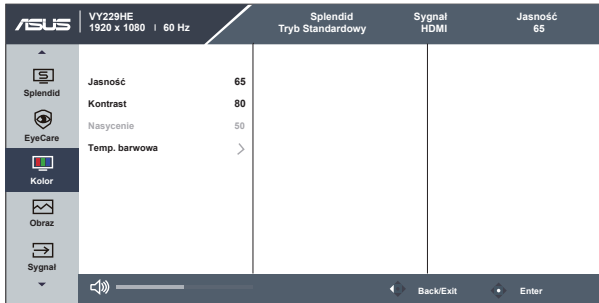 ASUS
VY229HE
1920 x 1080 | 60 Hz
Splendid
Tryb Standardowy
Sygnał
HDMI
Jasność
65
Splendid
EyeCare
Kolor
Obraz
Sygnał
Jasność 65
Kontrast 80
Nasycenie 50
Temp. barwowa
Back/Exit
Enter